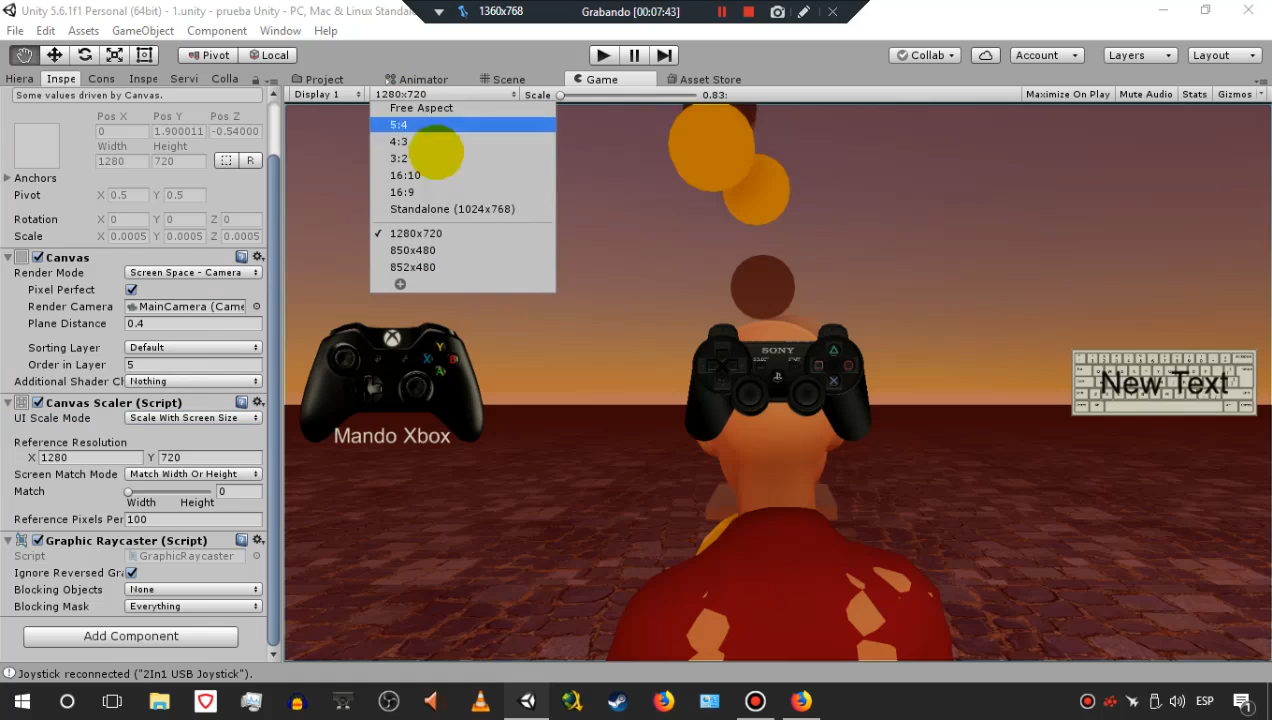 Unity 5.6.1f1 Personal (64bit) - 1.unity - prueba Unity - PC, Mac & Linux Standalo
1360x768
Grabando [00:07:43]
File Edit Assets GameObject Component Window Help
Pivot Local Collab Account Layers Layout
Hiera Inspe Cons Inspe Servi Colla Project Animator Scene Game Asset Store
Display 1 1280x720 Scale 0.83: Maximize On Play Mute Audio Stats Gizmos
Some values driven by Canvas.
Pos X Pos Y Pos Z
0 1.900011 -0.54000
Width Height
1280 720 R
Anchors
Pivot X 0.5 Y 0.5
Rotation X 0 Y 0 Z 0
Scale X 0.0005 Y 0.0005 Z 0.0005
Canvas
Render Mode Screen Space - Camera
Pixel Perfect
Render Camera MainCamera (Came
Plane Distance 0.4
Sorting Layer Default
Order in Layer 5
Additional Shader Ch Nothing
Canvas Scaler (Script)
UI Scale Mode Scale With Screen Size
Reference Resolution
X 1280 Y 720
Screen Match Mode Match Width Or Height
Match 0
Width Height
Reference Pixels Per 100
Graphic Raycaster (Script)
Script GraphicRaycaster
Ignore Reversed Gra
Blocking Objects None
Blocking Mask Everything
Add Component
Free Aspect
5:4
4:3
3:2
16:10
16:9
Standalone (1024x768)
1280x720
850x480
852x480
Y
X B
A
Mando Xbox
SONY
New Text
Joystick reconnected ("2In1 USB Joystick").
ESP
1